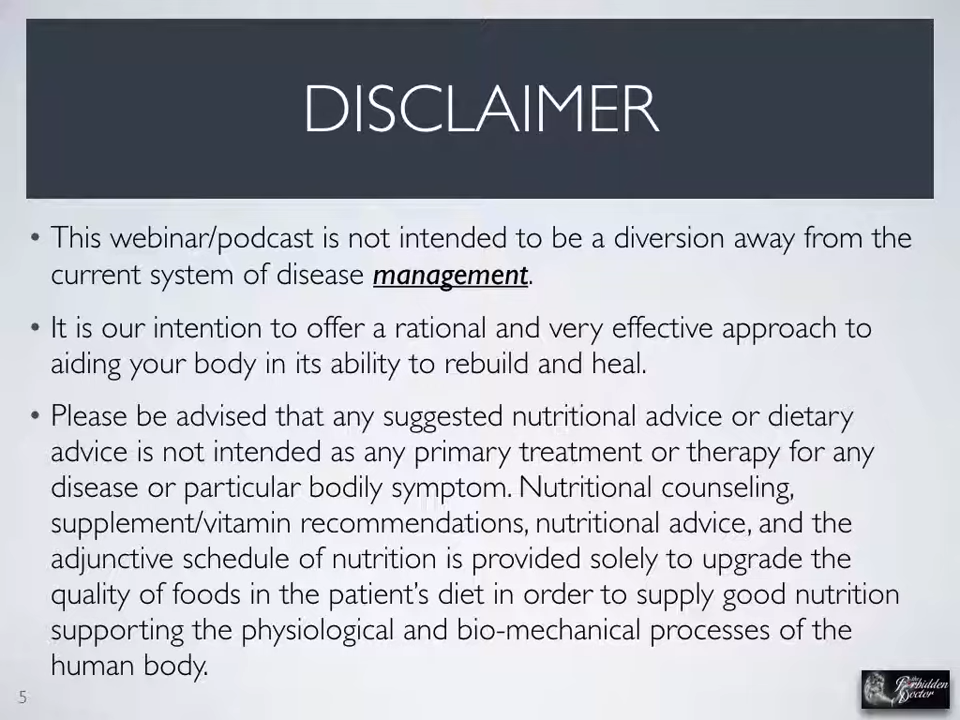 DISCLAIMER
• This webinar/podcast is not intended to be a diversion away from the
current system of disease management.
• It is our intention to offer a rational and very effective approach to
aiding your body in its ability to rebuild and heal.
• Please be advised that any suggested nutritional advice or dietary
advice is not intended as any primary treatment or therapy for any
disease or particular bodily symptom. Nutritional counseling,
supplement/vitamin recommendations, nutritional advice, and the
adjunctive schedule of nutrition is provided solely to upgrade the
quality of foods in the patient's diet in order to supply good nutrition
supporting the physiological and bio-mechanical processes of the
human body.
5
the
Forbidden
Doctor